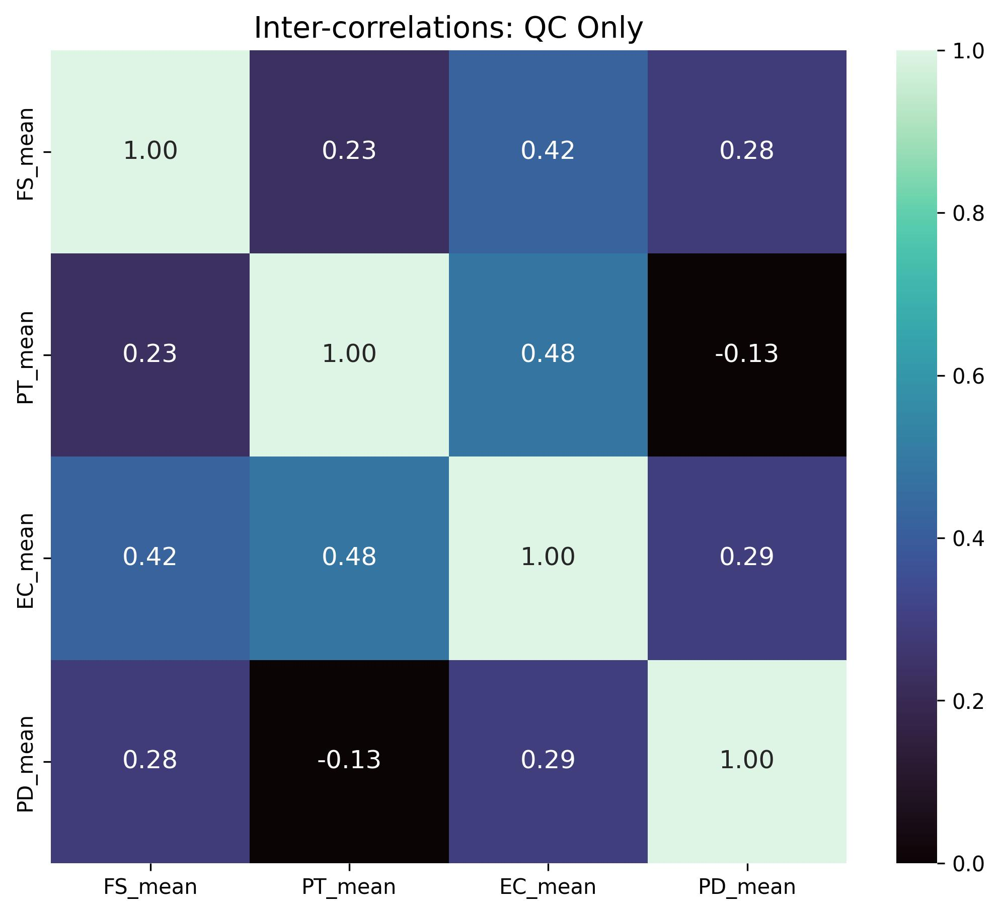 Inter-correlations: QC Only
FS_mean
1.00 0.23 0.42 0.28
PT_mean
0.23 1.00 0.48 -0.13
EC_mean
0.42 0.48 1.00 0.29
PD_mean
0.28 -0.13 0.29 1.00
FS_mean PT_mean EC_mean PD_mean
1.0
0.8
0.6
0.4
0.2
0.0